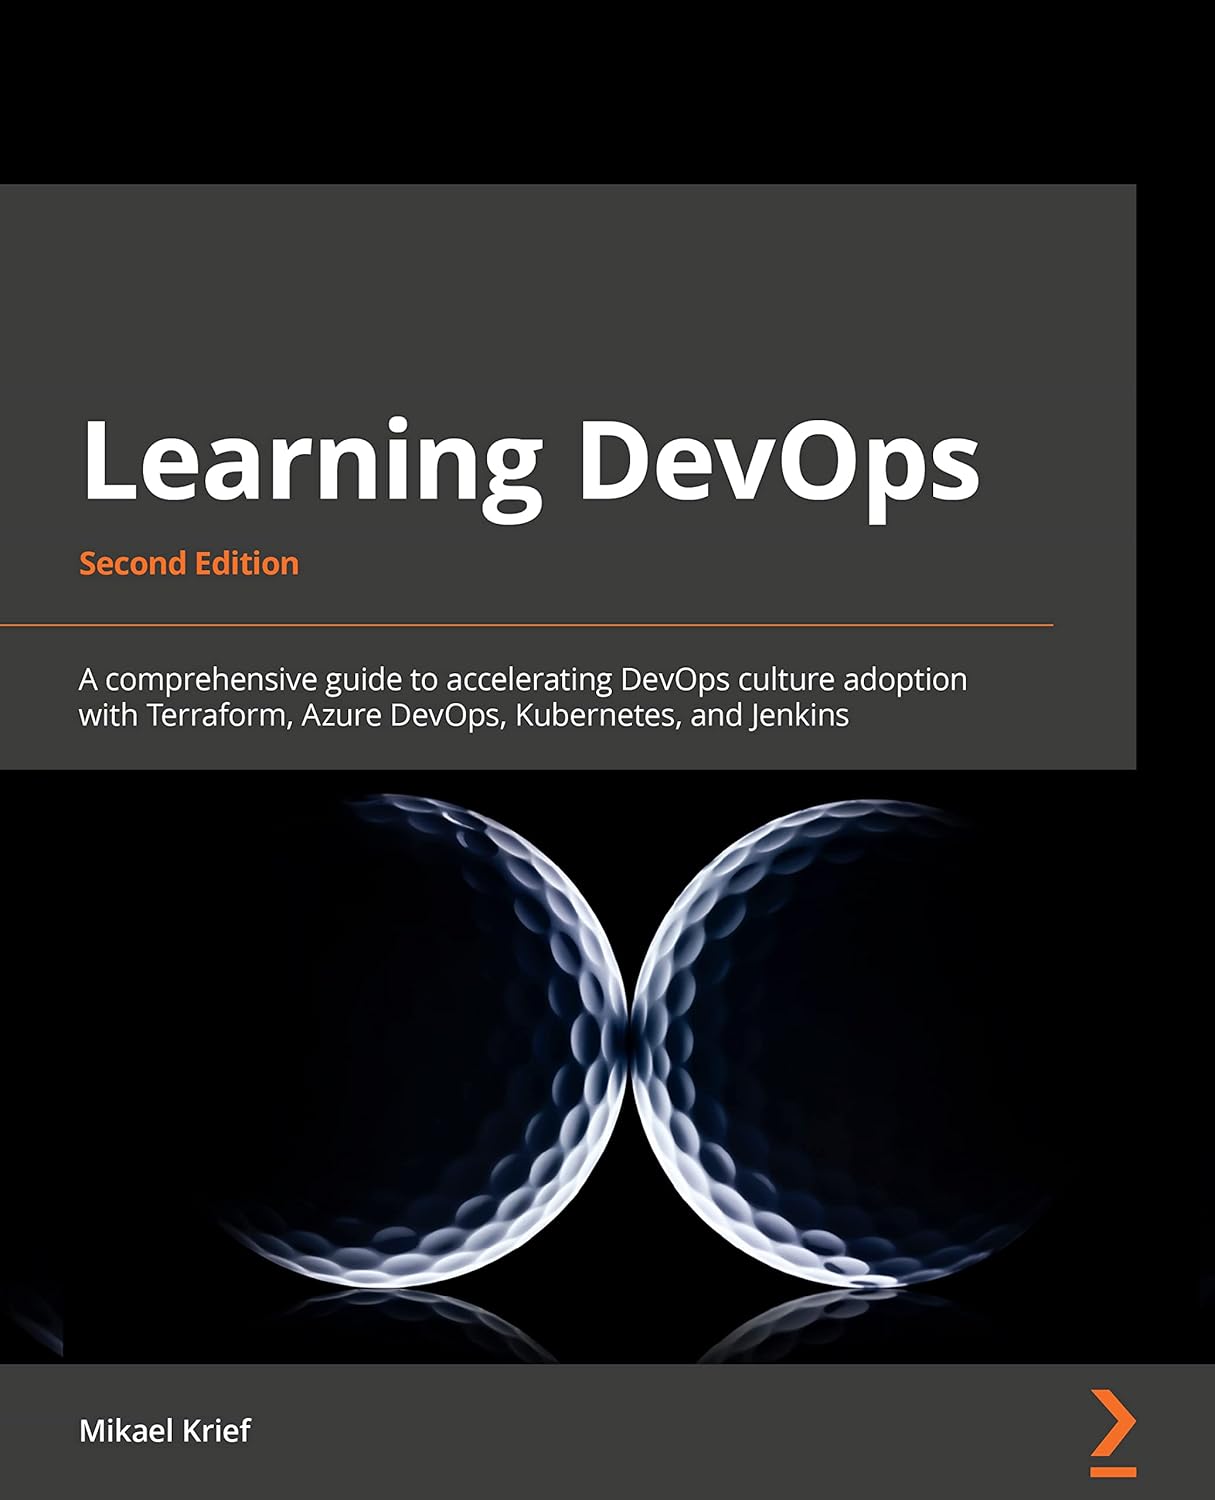 Learning DevOps
Second Edition
A comprehensive guide to accelerating DevOps culture adoption
with Terraform, Azure DevOps, Kubernetes, and Jenkins
Mikael Krief